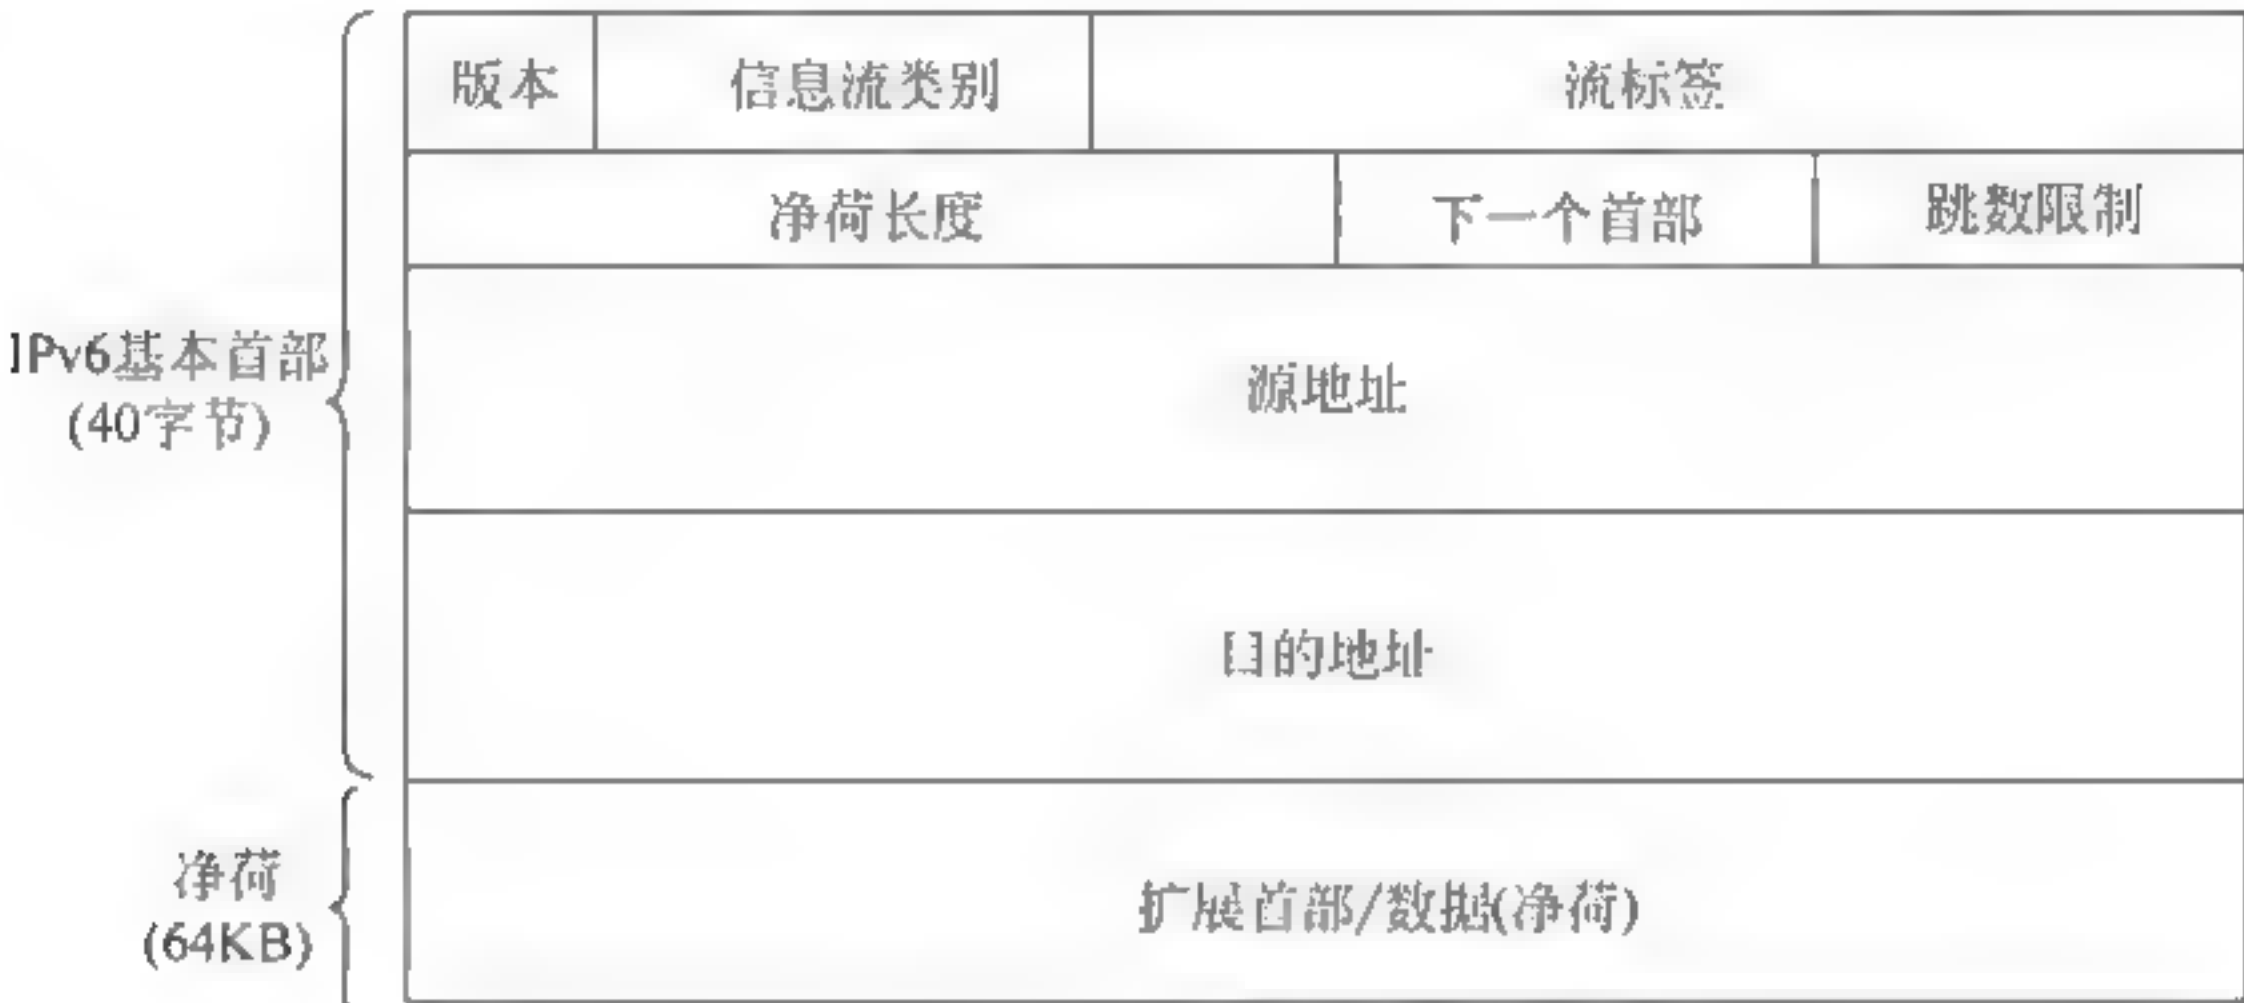 版本 信息流类别 流标签
净荷长度 下一个首部 跳数限制
IPv6基本首部
(40字节)
源地址
目的地址
净荷
(64KB)
扩展首部/数据(净荷)